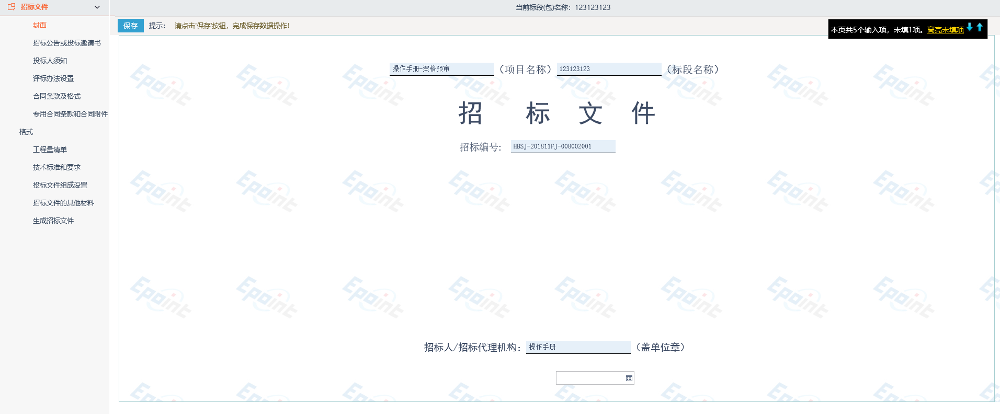 招标文件
封面
招标公告或投标邀请书
投标人须知
评标办法设置
合同条款及格式
专用合同条款和合同附件
格式
工程量清单
技术标准和要求
投标文件组成设置
招标文件的其他材料
生成招标文件
当前标段(包)名称：123123123
保存 提示： 请点击'保存'按钮，完成保存数据操作！
本页共5个输入项，未填1项。高亮未填项
操作手册-资格预审（项目名称）123123123（标段名称）
招 标 文 件
招标编号： HBSJ-201811FJ-008002001
招标人/招标代理机构：操作手册（盖单位章）
Epoint